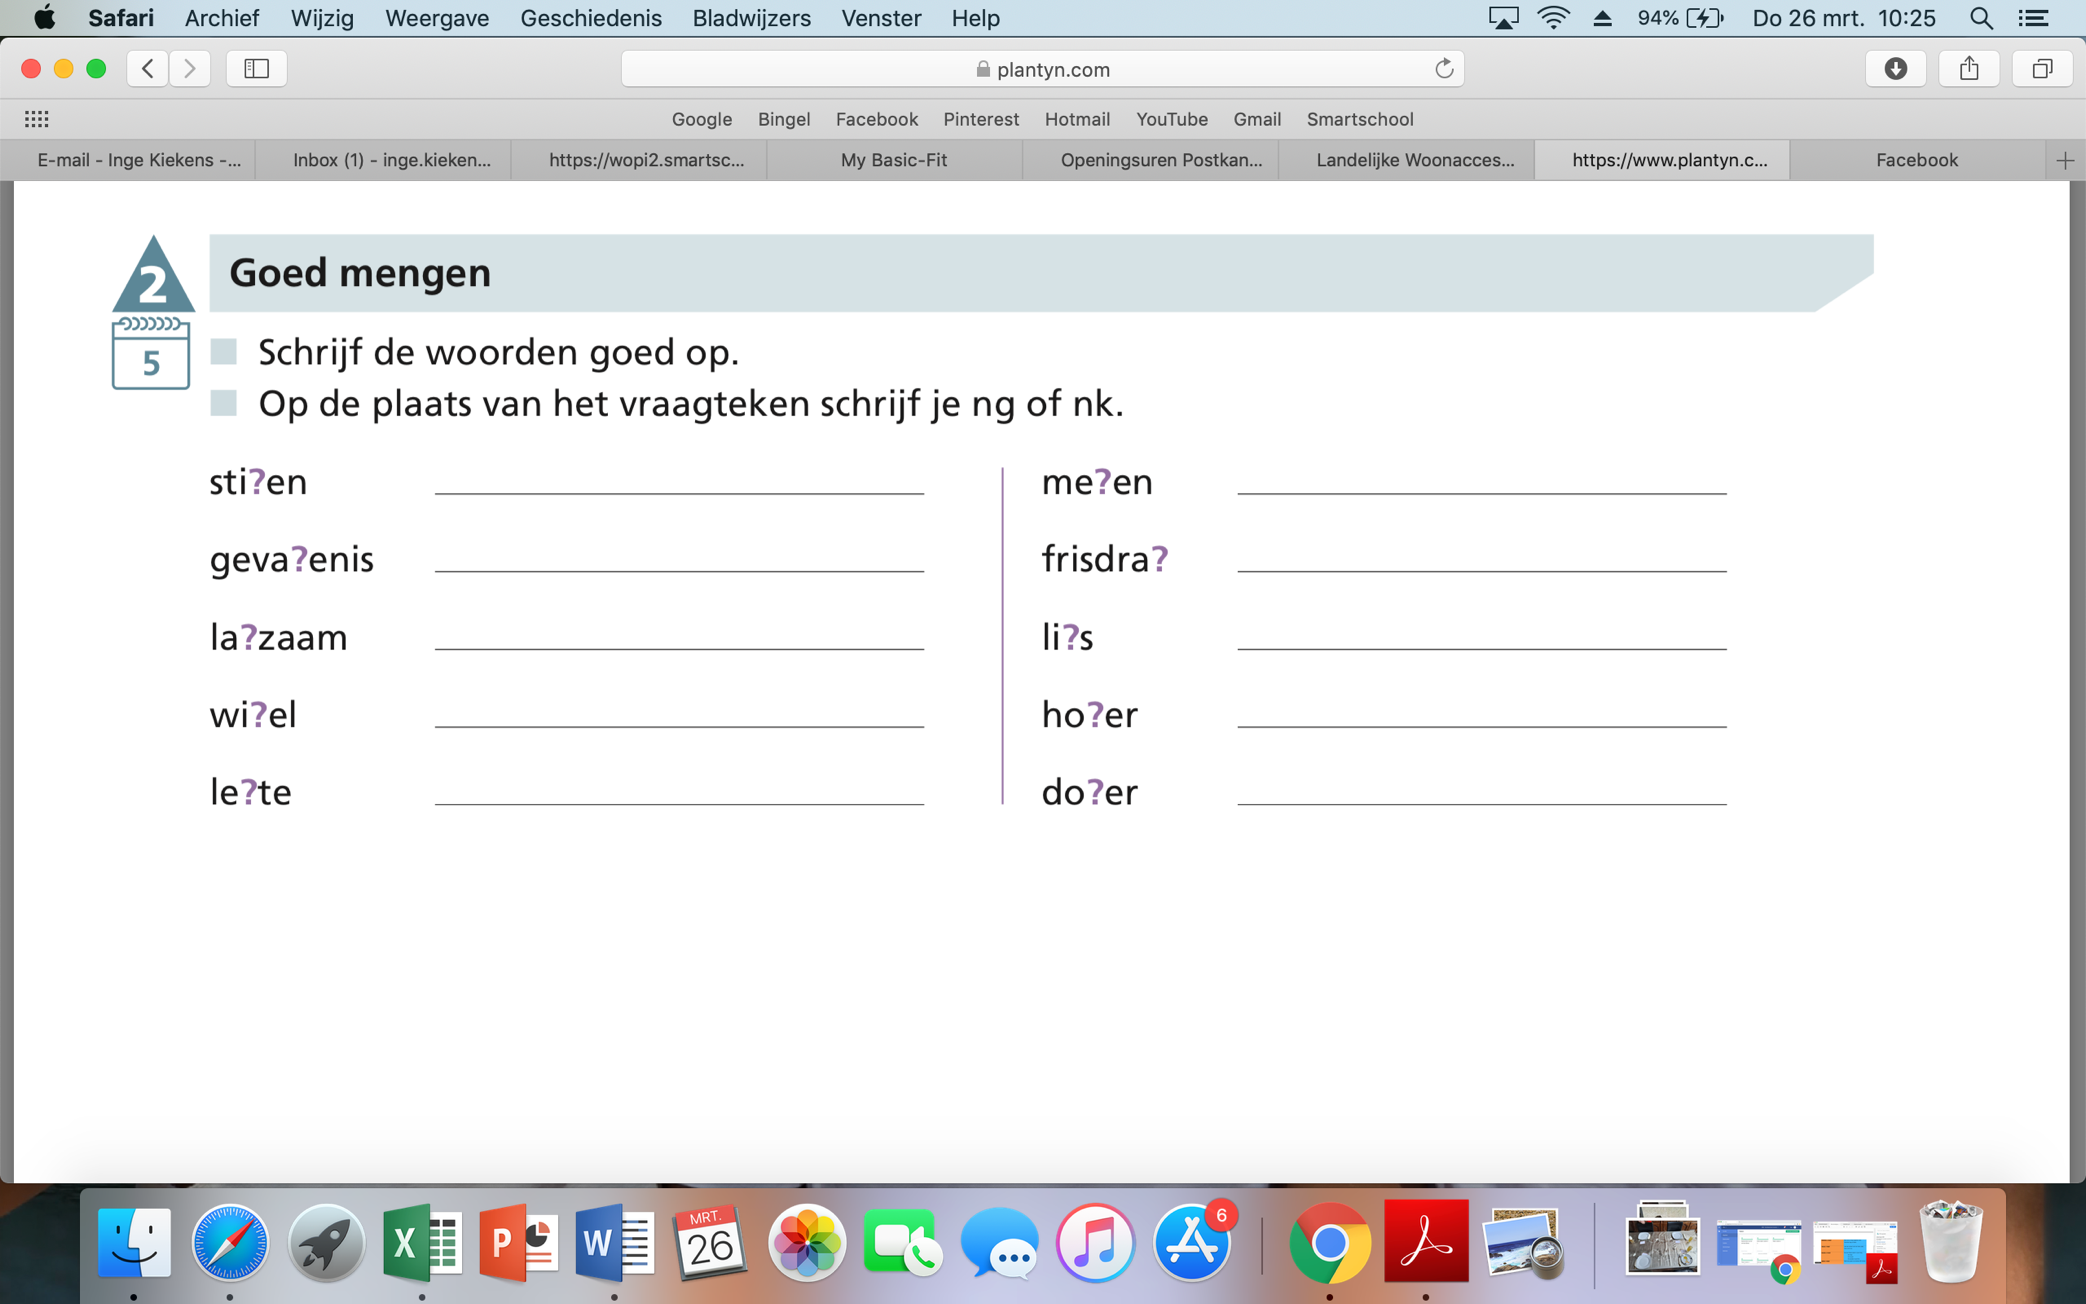 Safari Archief Wijzig Weergave Geschiedenis Bladwijzers Venster Help 94% Do 26 mrt. 10:25
plantyn.com
Google Bingel Facebook Pinterest Hotmail YouTube Gmail Smartschool
E-mail - Inge Kiekens -... Inbox (1) - inge.kieken... https://wopi2.smartsc... My Basic-Fit Openingsuren Postkan... Landelijke Woonacces... https://www.plantyn.c... Facebook
2 Goed mengen
5 Schrijf de woorden goed op.
Op de plaats van het vraagteken schrijf je ng of nk.
sti?en me?en
geva?enis frisdra?
la?zaam li?s
wi?el ho?er
le?te do?er
X P W MRT. 26 6